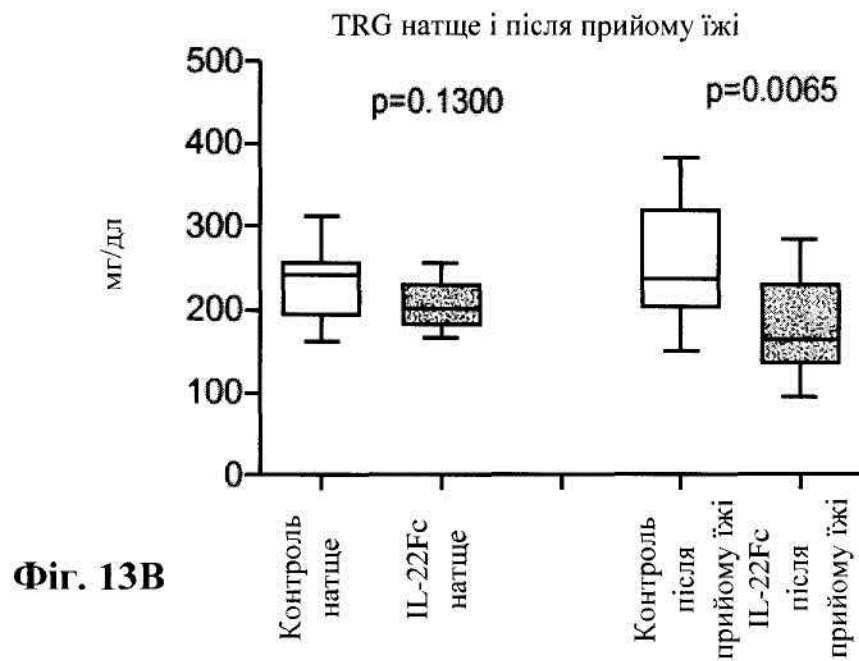 TRG натще і після прийому їжі
500
400
300
200
100
0
мг/дл
p=0.1300
p=0.0065
Контроль
натще
IL-22Fc
натще
Контроль
після
прийому їжі
IL-22Fc
після
прийому їжі
Фіг. 13B